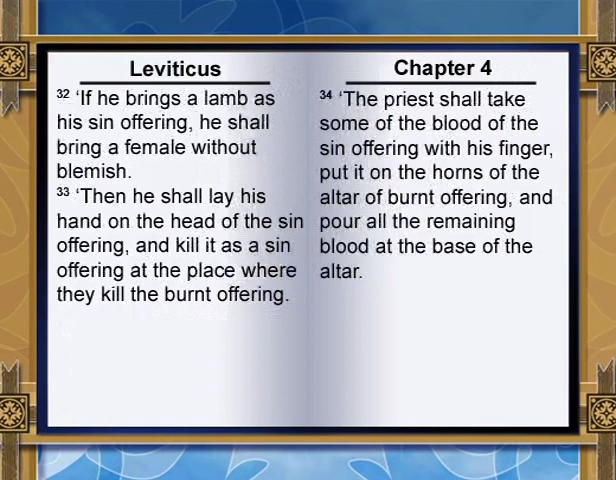 Leviticus
³² ‘If he brings a lamb as
his sin offering, he shall
bring a female without
blemish.
³³ ‘Then he shall lay his
hand on the head of the sin
offering, and kill it as a sin
offering at the place where
they kill the burnt offering.
Chapter 4
³⁴ ‘The priest shall take
some of the blood of the
sin offering with his finger,
put it on the horns of the
altar of burnt offering, and
pour all the remaining
blood at the base of the
altar.